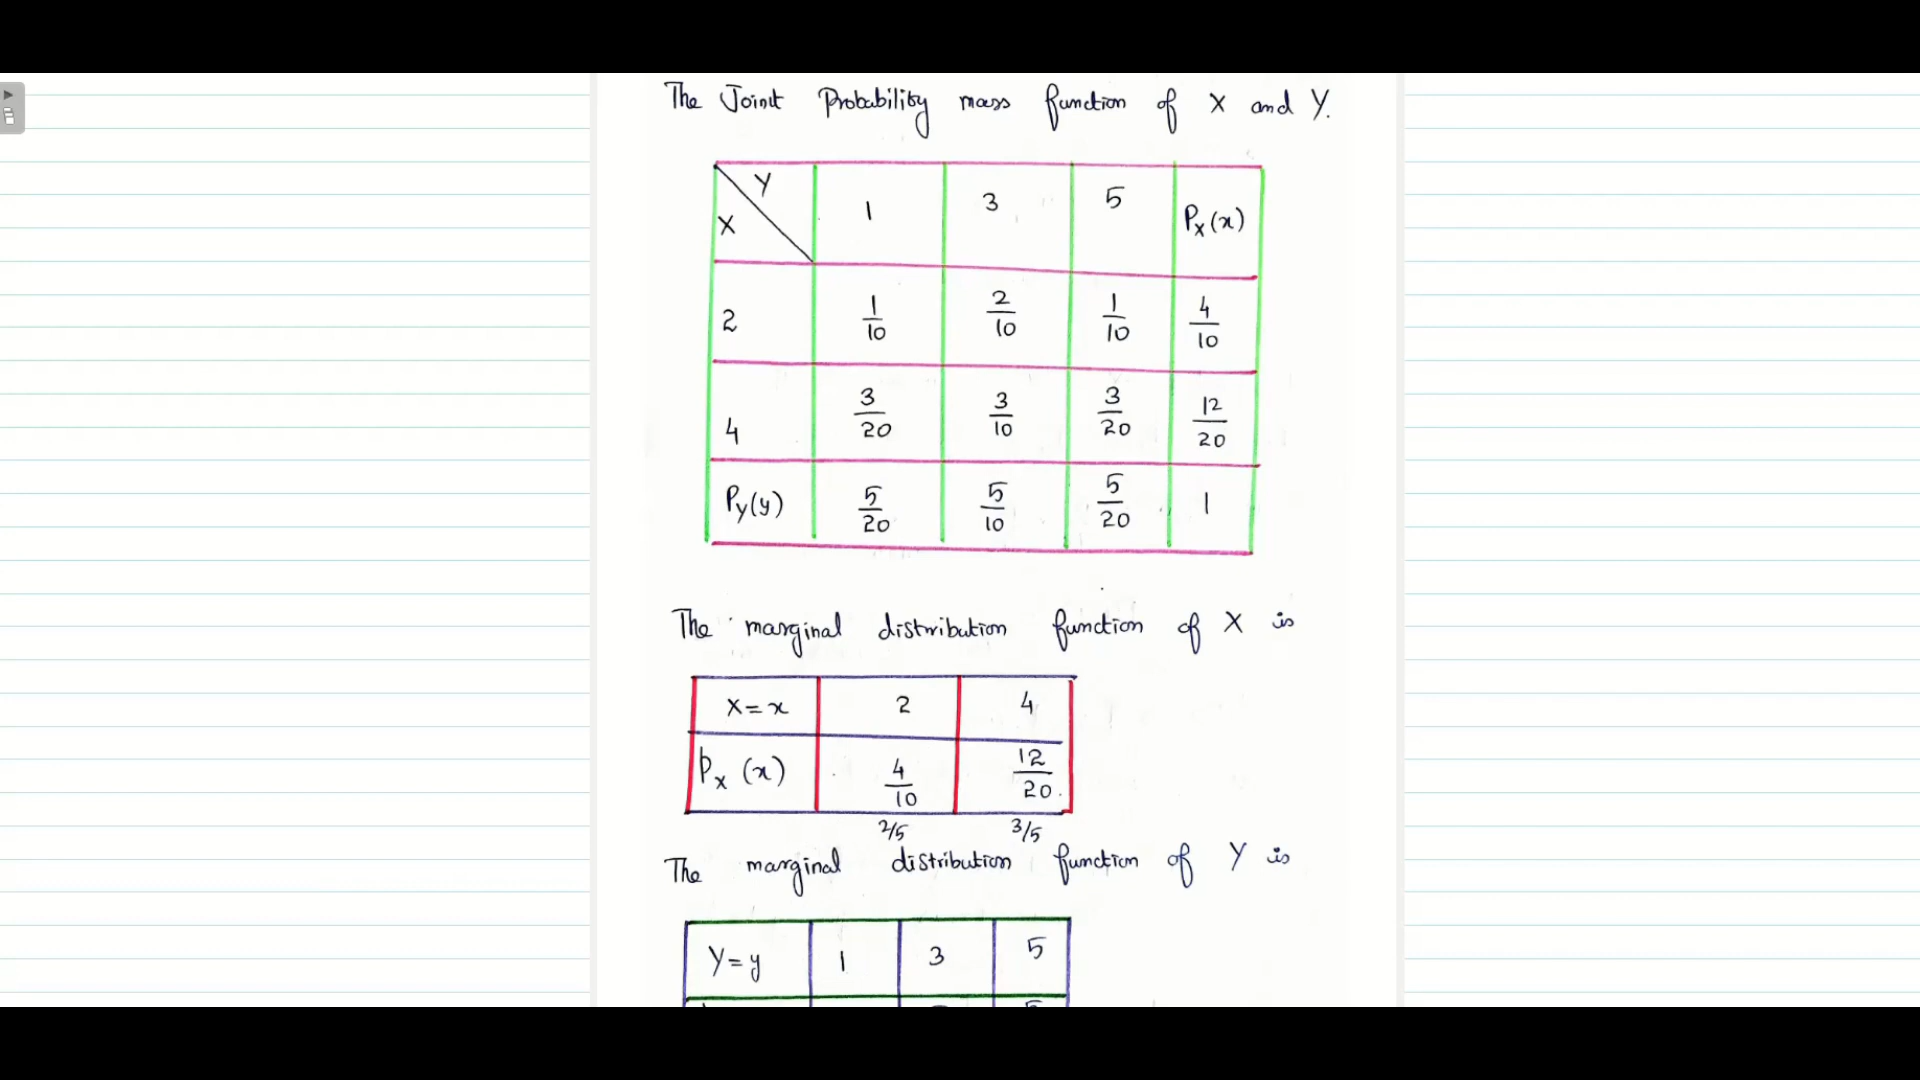 The Joint Probability mass function of X and Y.
Y
X 1 3 5 Px(x)
2 1/10 2/10 1/10 4/10
4 3/20 3/10 3/20 12/20
Py(y) 5/20 5/10 5/20 1
The marginal distribution function of X is
X=x 2 4
Px(x) 4/10 12/20
2/5 3/5
The marginal distribution function of Y is
Y=y 1 3 5